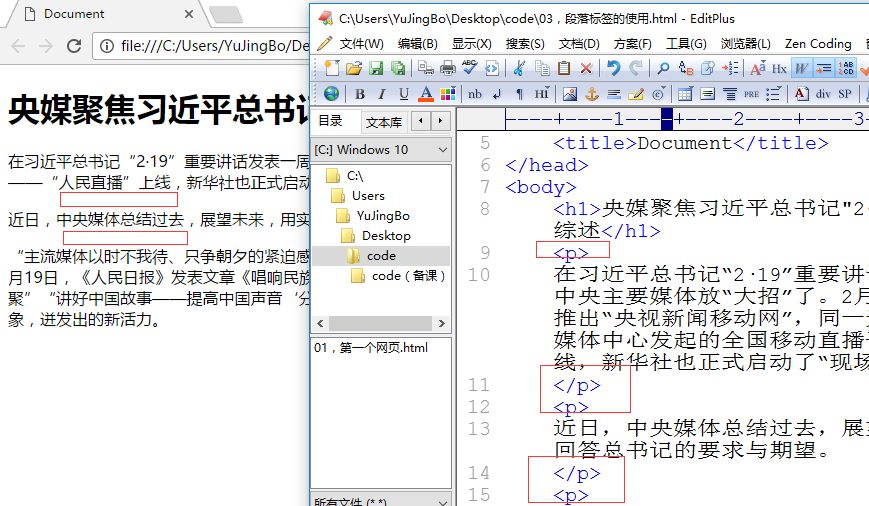 Document
file:///C:/Users/YuJingBo/De
央媒聚焦习近平总书记
在习近平总书记“2·19”重要讲话发表一周
——“人民直播”上线，新华社也正式启动
近日，中央媒体总结过去，展望未来，用实
“主流媒体以时不我待、只争朝夕的紧迫感
月19日，《人民日报》发表文章《唱响民族
聚”“讲好中国故事——提高中国声音‘分
象，迸发出的新活力。
C:\Users\YuJingBo\Desktop\code\03，段落标签的使用.html - EditPlus
文件(W) 编辑(B) 显示(X) 搜索(S) 文档(D) 方案(F) 工具(G) 浏览器(L) Zen Coding
ABC
A Hx W 1AB 2CD
B I U A nb HI PRE A div SP
目录 文本库
[C:] Windows 10
C:\
Users
YuJingBo
Desktop
code
code（备课）
01，第一个网页.html
所有文件 (*.*)
----+----1----+----2----+----3
5 <title>Document</title>
6 </head>
7 <body>
8 <h1>央媒聚焦习近平总书记"2·
综述</h1>
9 <p>
10 在习近平总书记“2·19”重要讲话
中央主要媒体放“大招”了。2月
推出“央视新闻移动网”，同一天
媒体中心发起的全国移动直播平
线，新华社也正式启动了“现场
11 </p>
12 <p>
13 近日，中央媒体总结过去，展望
回答总书记的要求与期望。
14 </p>
15 <p>